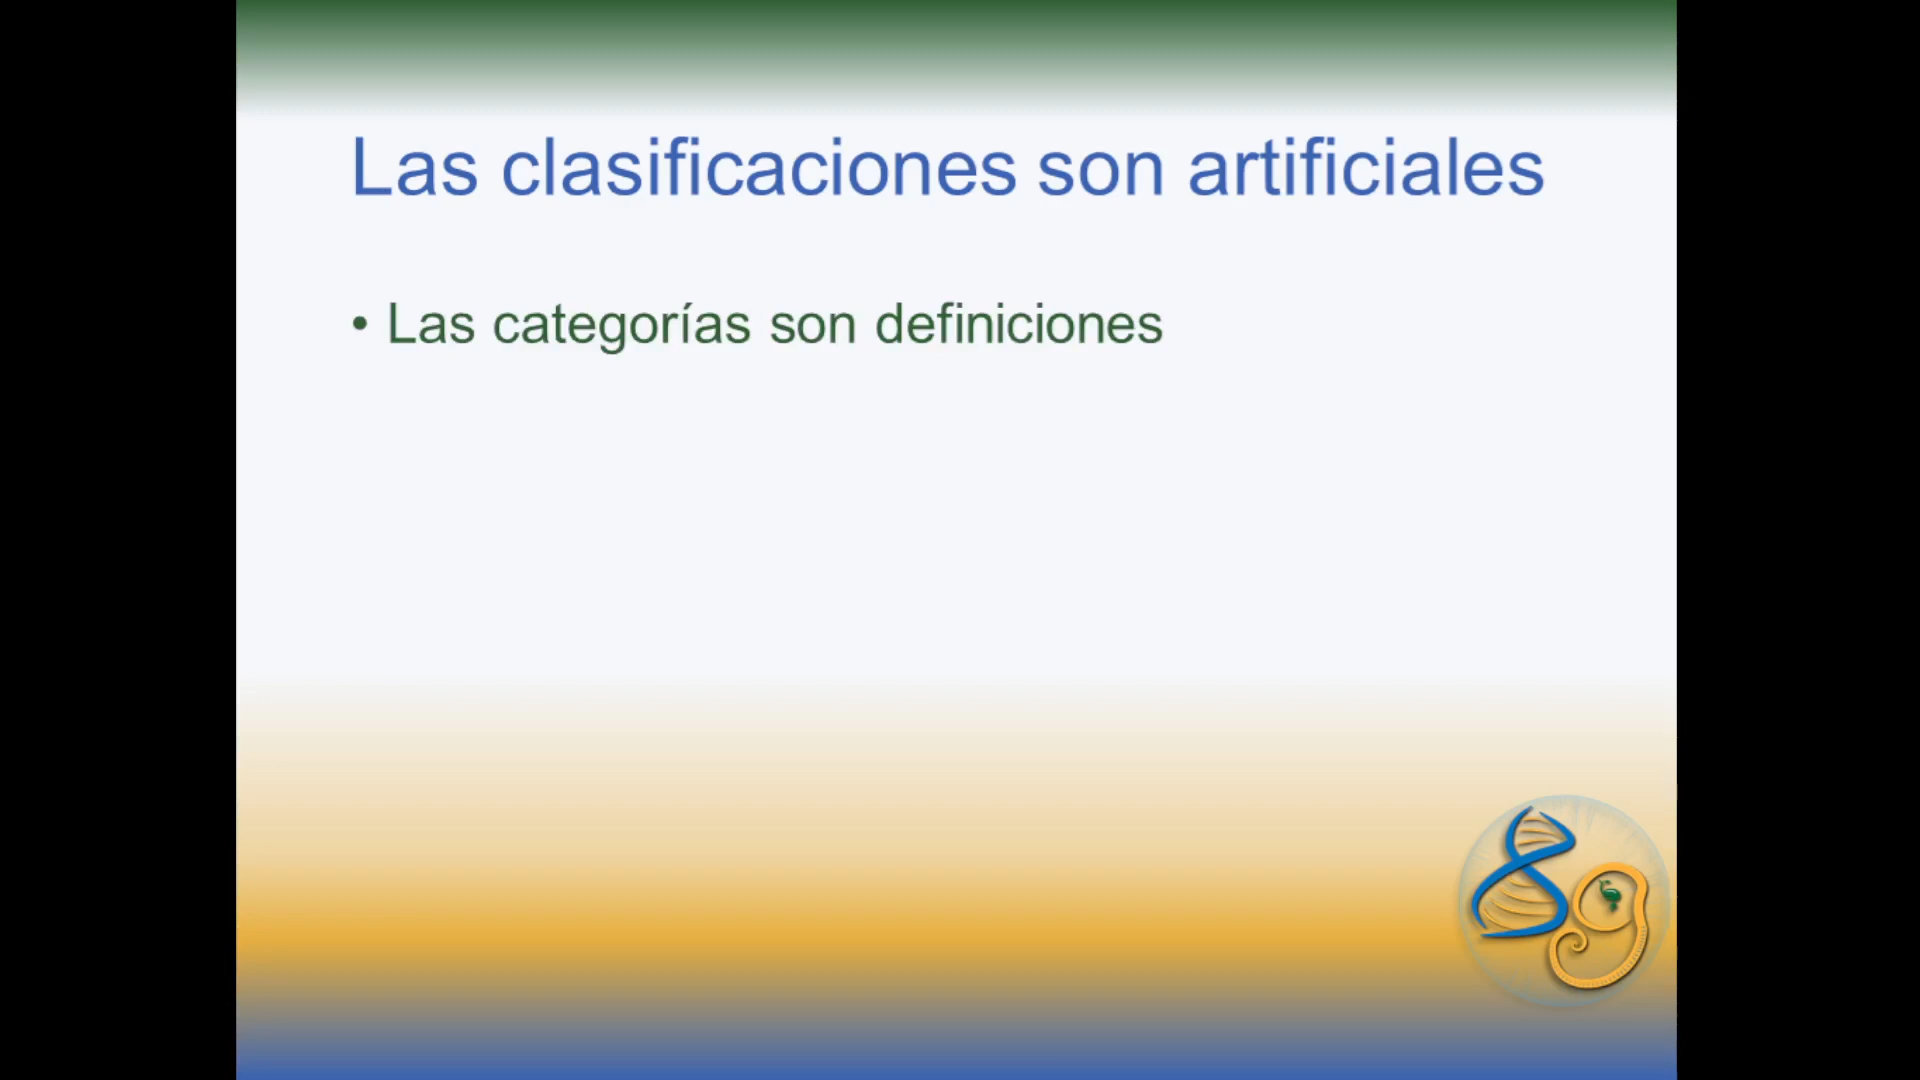 Las clasificaciones son artificiales
• Las categorías son definiciones